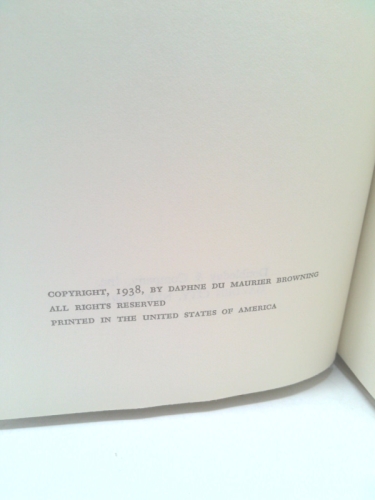 COPYRIGHT, 1938, BY DAPHNE DU MAURIER BROWNING
ALL RIGHTS RESERVED
PRINTED IN THE UNITED STATES OF AMERICA